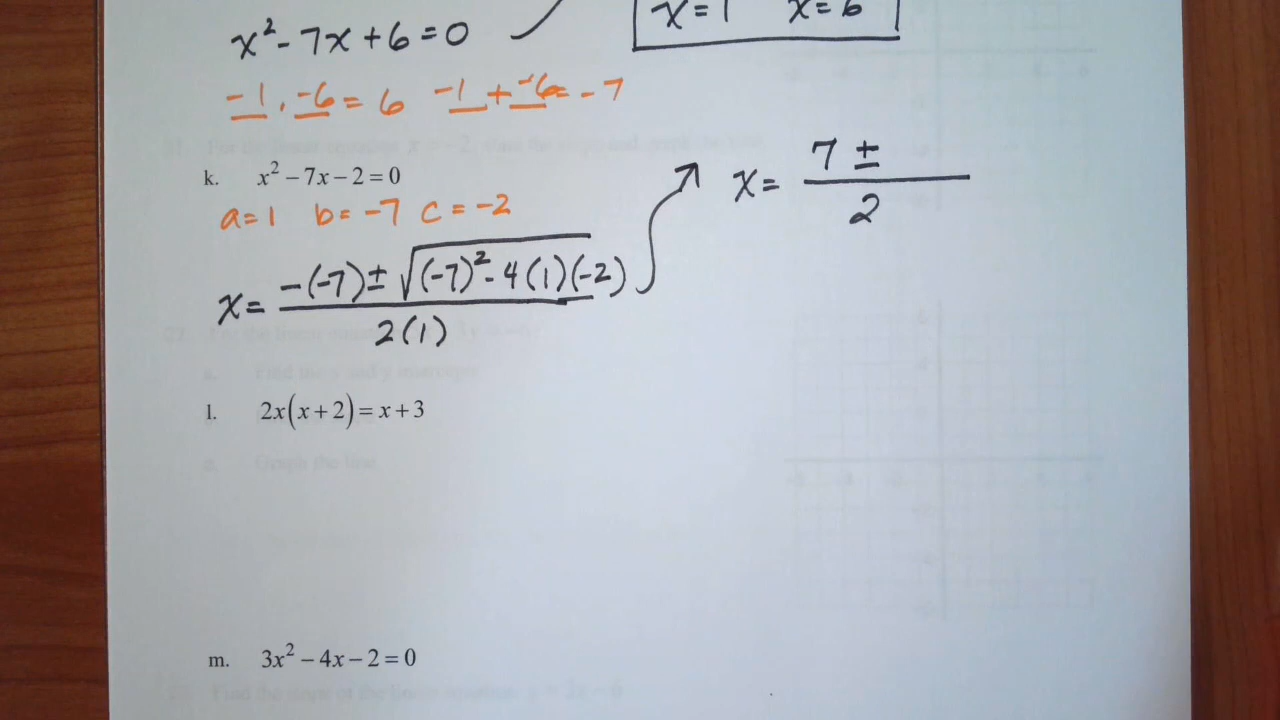 x² - 7x + 6 = 0
x = 1 x = 6
-1 · -6 = 6 -1 + -6 = -7
k. x² − 7x − 2 = 0
a = 1 b = -7 c = -2
x = (-(-7) ± √((-7)² - 4(1)(-2))) / 2(1)
x = (7 ±) / 2
l. 2x(x + 2) = x + 3
m. 3x² − 4x − 2 = 0